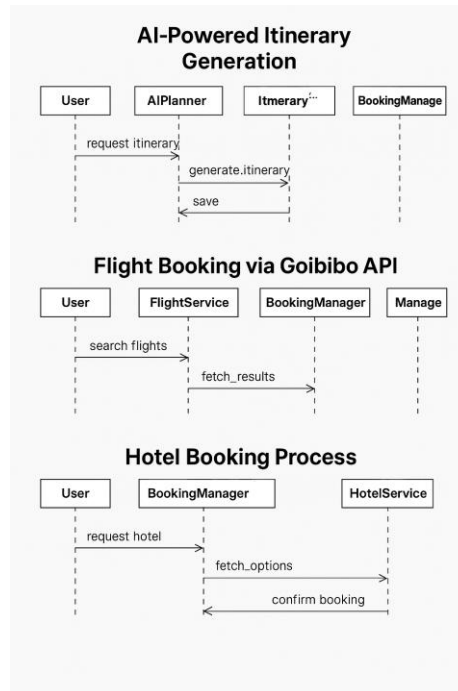 AI-Powered Itinerary
Generation
User AIPlanner Itmerary… BookingManage
request itinerary
generate.itinerary
save
Flight Booking via Goibibo API
User FlightService BookingManager Manage
search flights
fetch_results
Hotel Booking Process
User BookingManager HotelService
request hotel
fetch_options
confirm booking